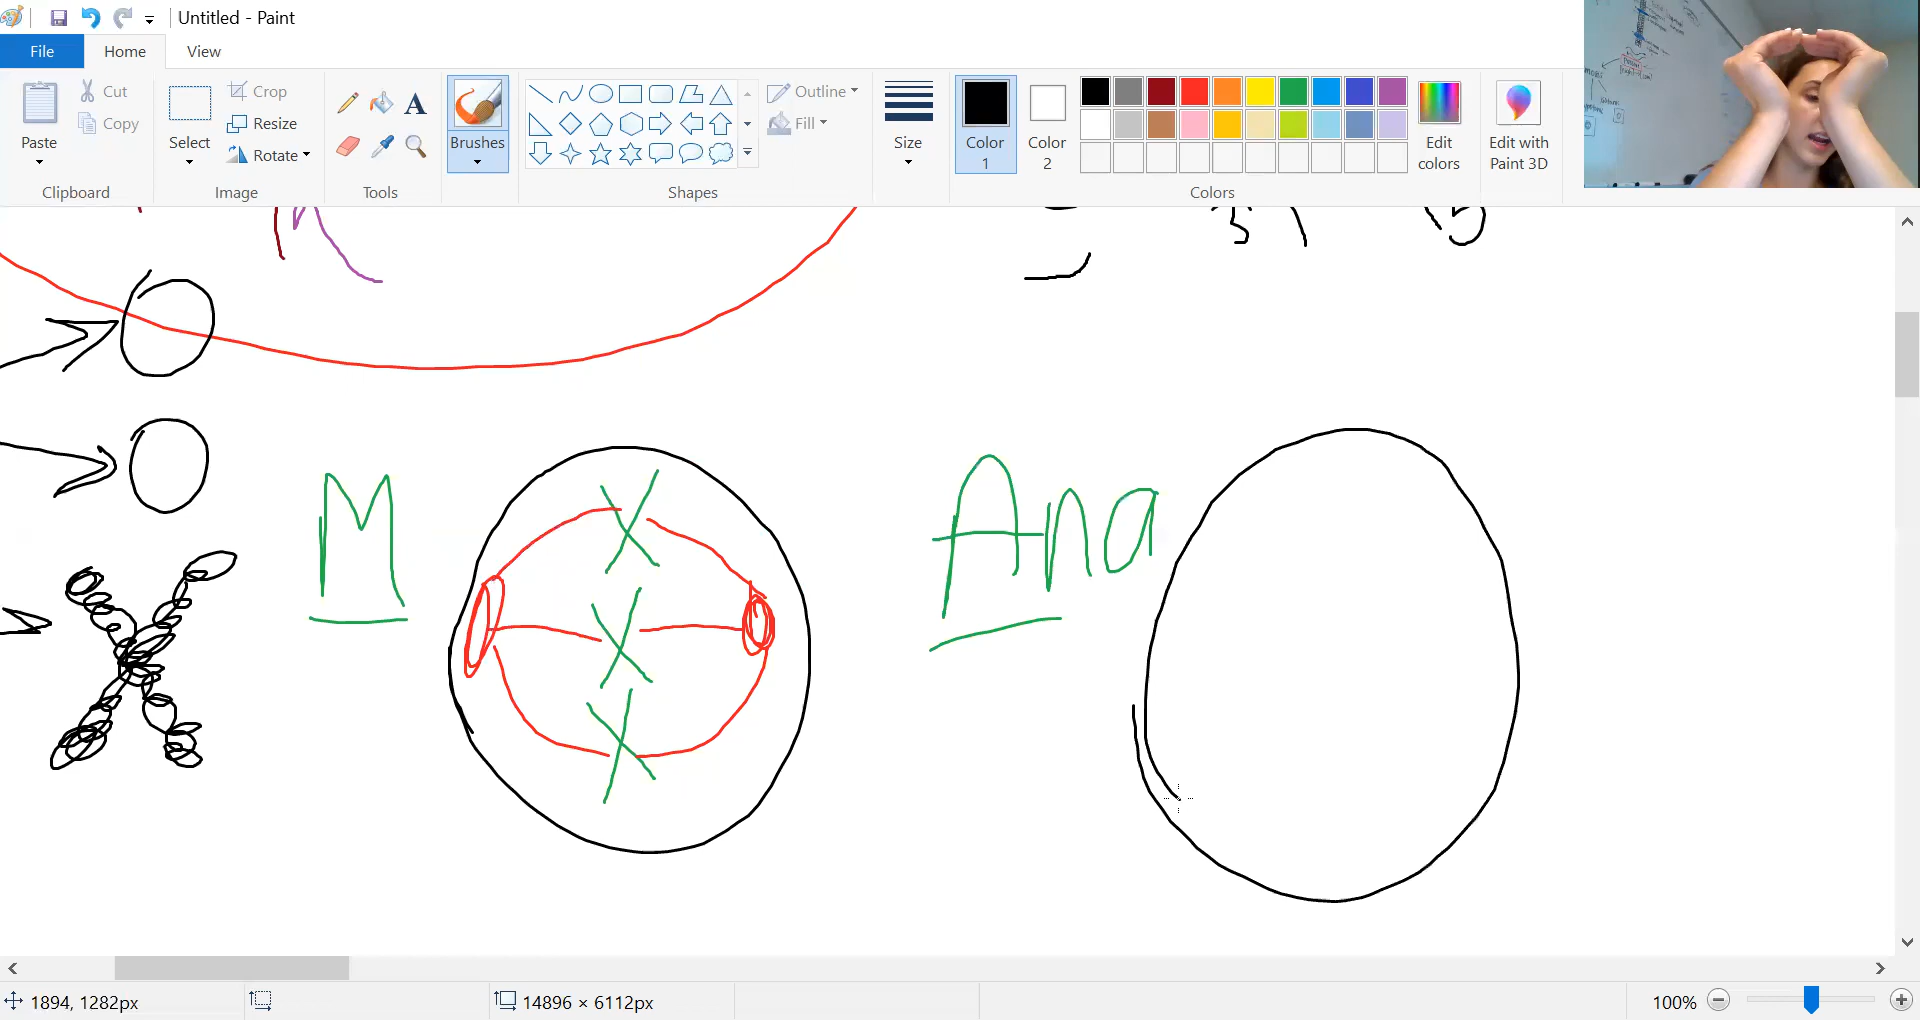 Untitled - Paint
File Home View
Paste
Cut
Copy
Clipboard
Select
Crop
Resize
Rotate
Image
Tools
Brushes
Shapes
Outline
Fill
Size
Color 1
Color 2
Colors
Edit colors
Edit with Paint 3D
M
Ana
1894, 1282px
14896 × 6112px
100%